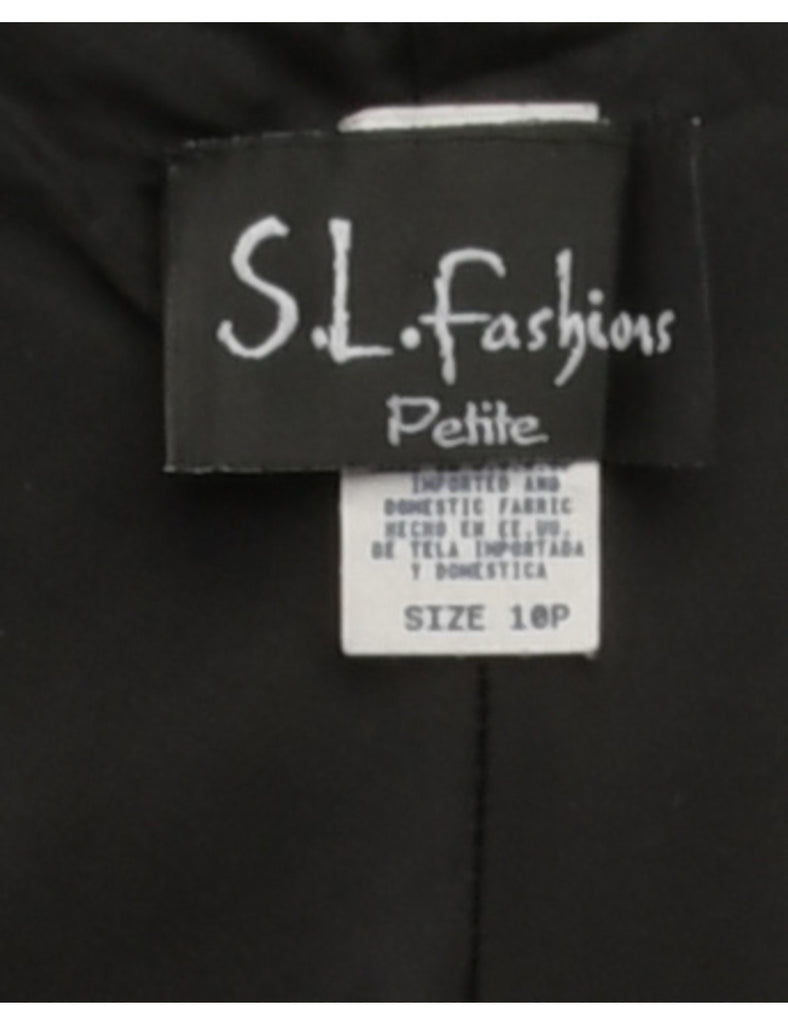 S.L. Fashions
Petite
IMPORTED AND
DOMESTIC FABRIC
HECHO EN EE.UU.
DE TELA IMPORTADA
Y DOMESTICA
SIZE 10P